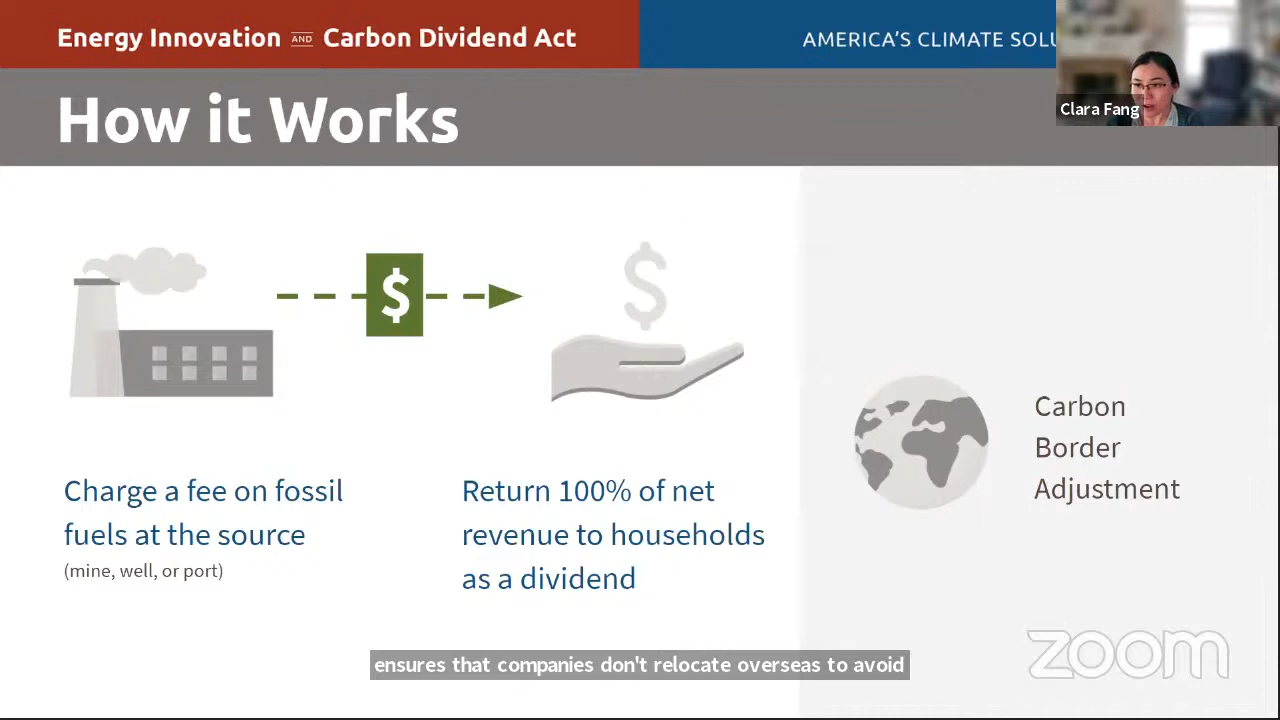 Energy Innovation AND Carbon Dividend Act
AMERICA'S CLIMATE SOLU
Clara Fang
How it Works
$
$
Charge a fee on fossil
fuels at the source
(mine, well, or port)
Return 100% of net
revenue to households
as a dividend
Carbon
Border
Adjustment
ensures that companies don't relocate overseas to avoid
zoom